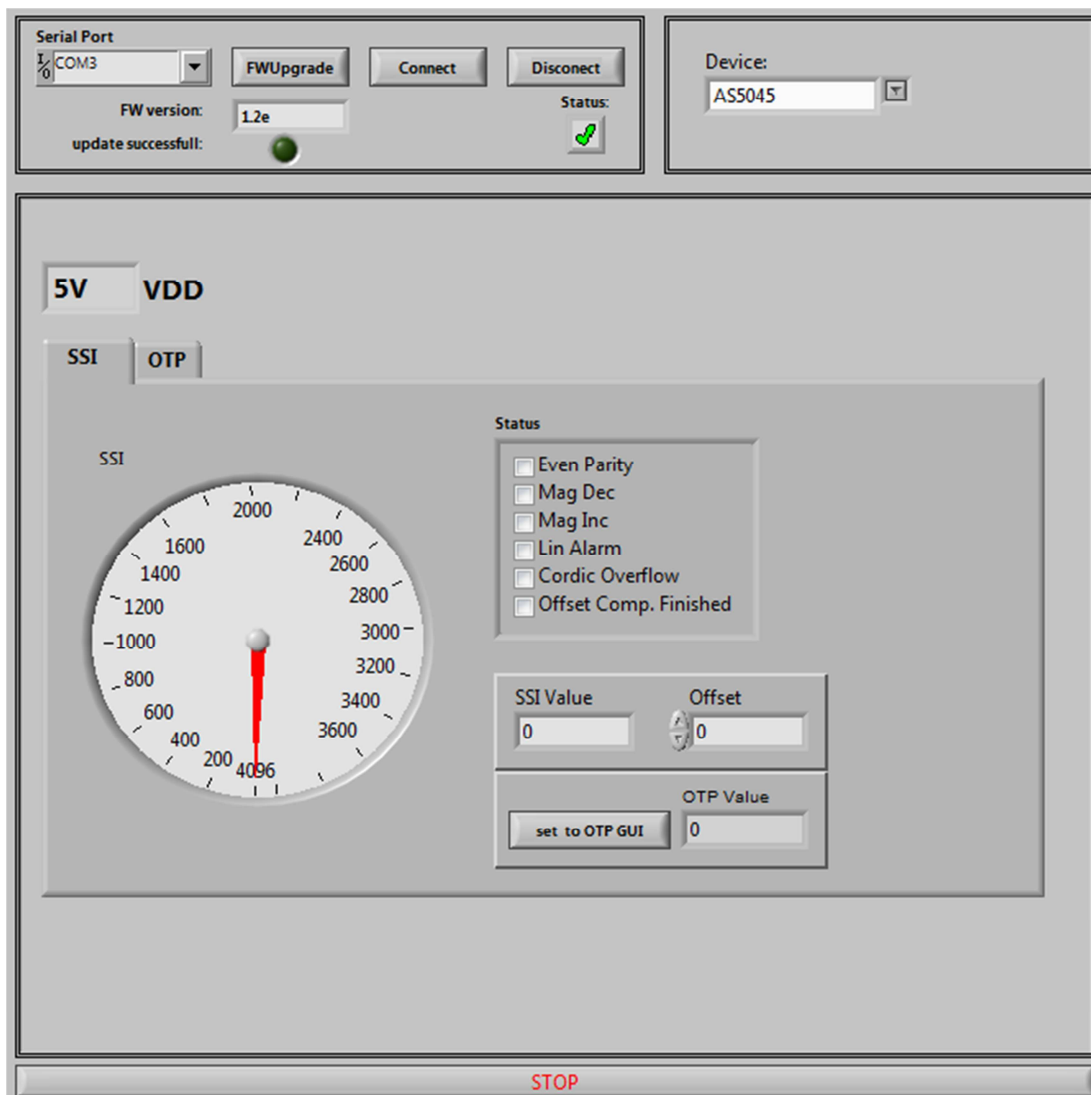 Serial Port
I/O COM3
FWUpgrade
Connect
Disconect
FW version:
1.2e
Status:
update successfull:
Device:
AS5045
5V VDD
SSI
OTP
SSI
2000
2400
1600
2600
1400
2800
1200
3000
1000
3200
800
3400
600
3600
400
200
4096
Status
Even Parity
Mag Dec
Mag Inc
Lin Alarm
Cordic Overflow
Offset Comp. Finished
SSI Value
Offset
0
0
OTP Value
set to OTP GUI
0
STOP